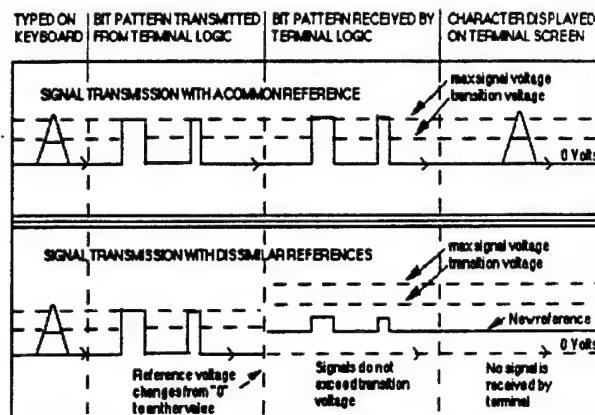 TYPED ON KEYBOARD
BIT PATTERN TRANSMITTED FROM TERMINAL LOGIC
BIT PATTERN RECEIVED BY TERMINAL LOGIC
CHARACTER DISPLAYED ON TERMINAL SCREEN
SIGNAL TRANSMISSION WITH A COMMON REFERENCE
max signal voltage
transition voltage
A
A
0 Volts
SIGNAL TRANSMISSION WITH DISSIMILAR REFERENCES
max signal voltage
transition voltage
A
New reference
0 Volts
Reference voltage
changes from "0"
to anther value
Signals do not
exceed transition
voltage
No signal is
received by
terminal